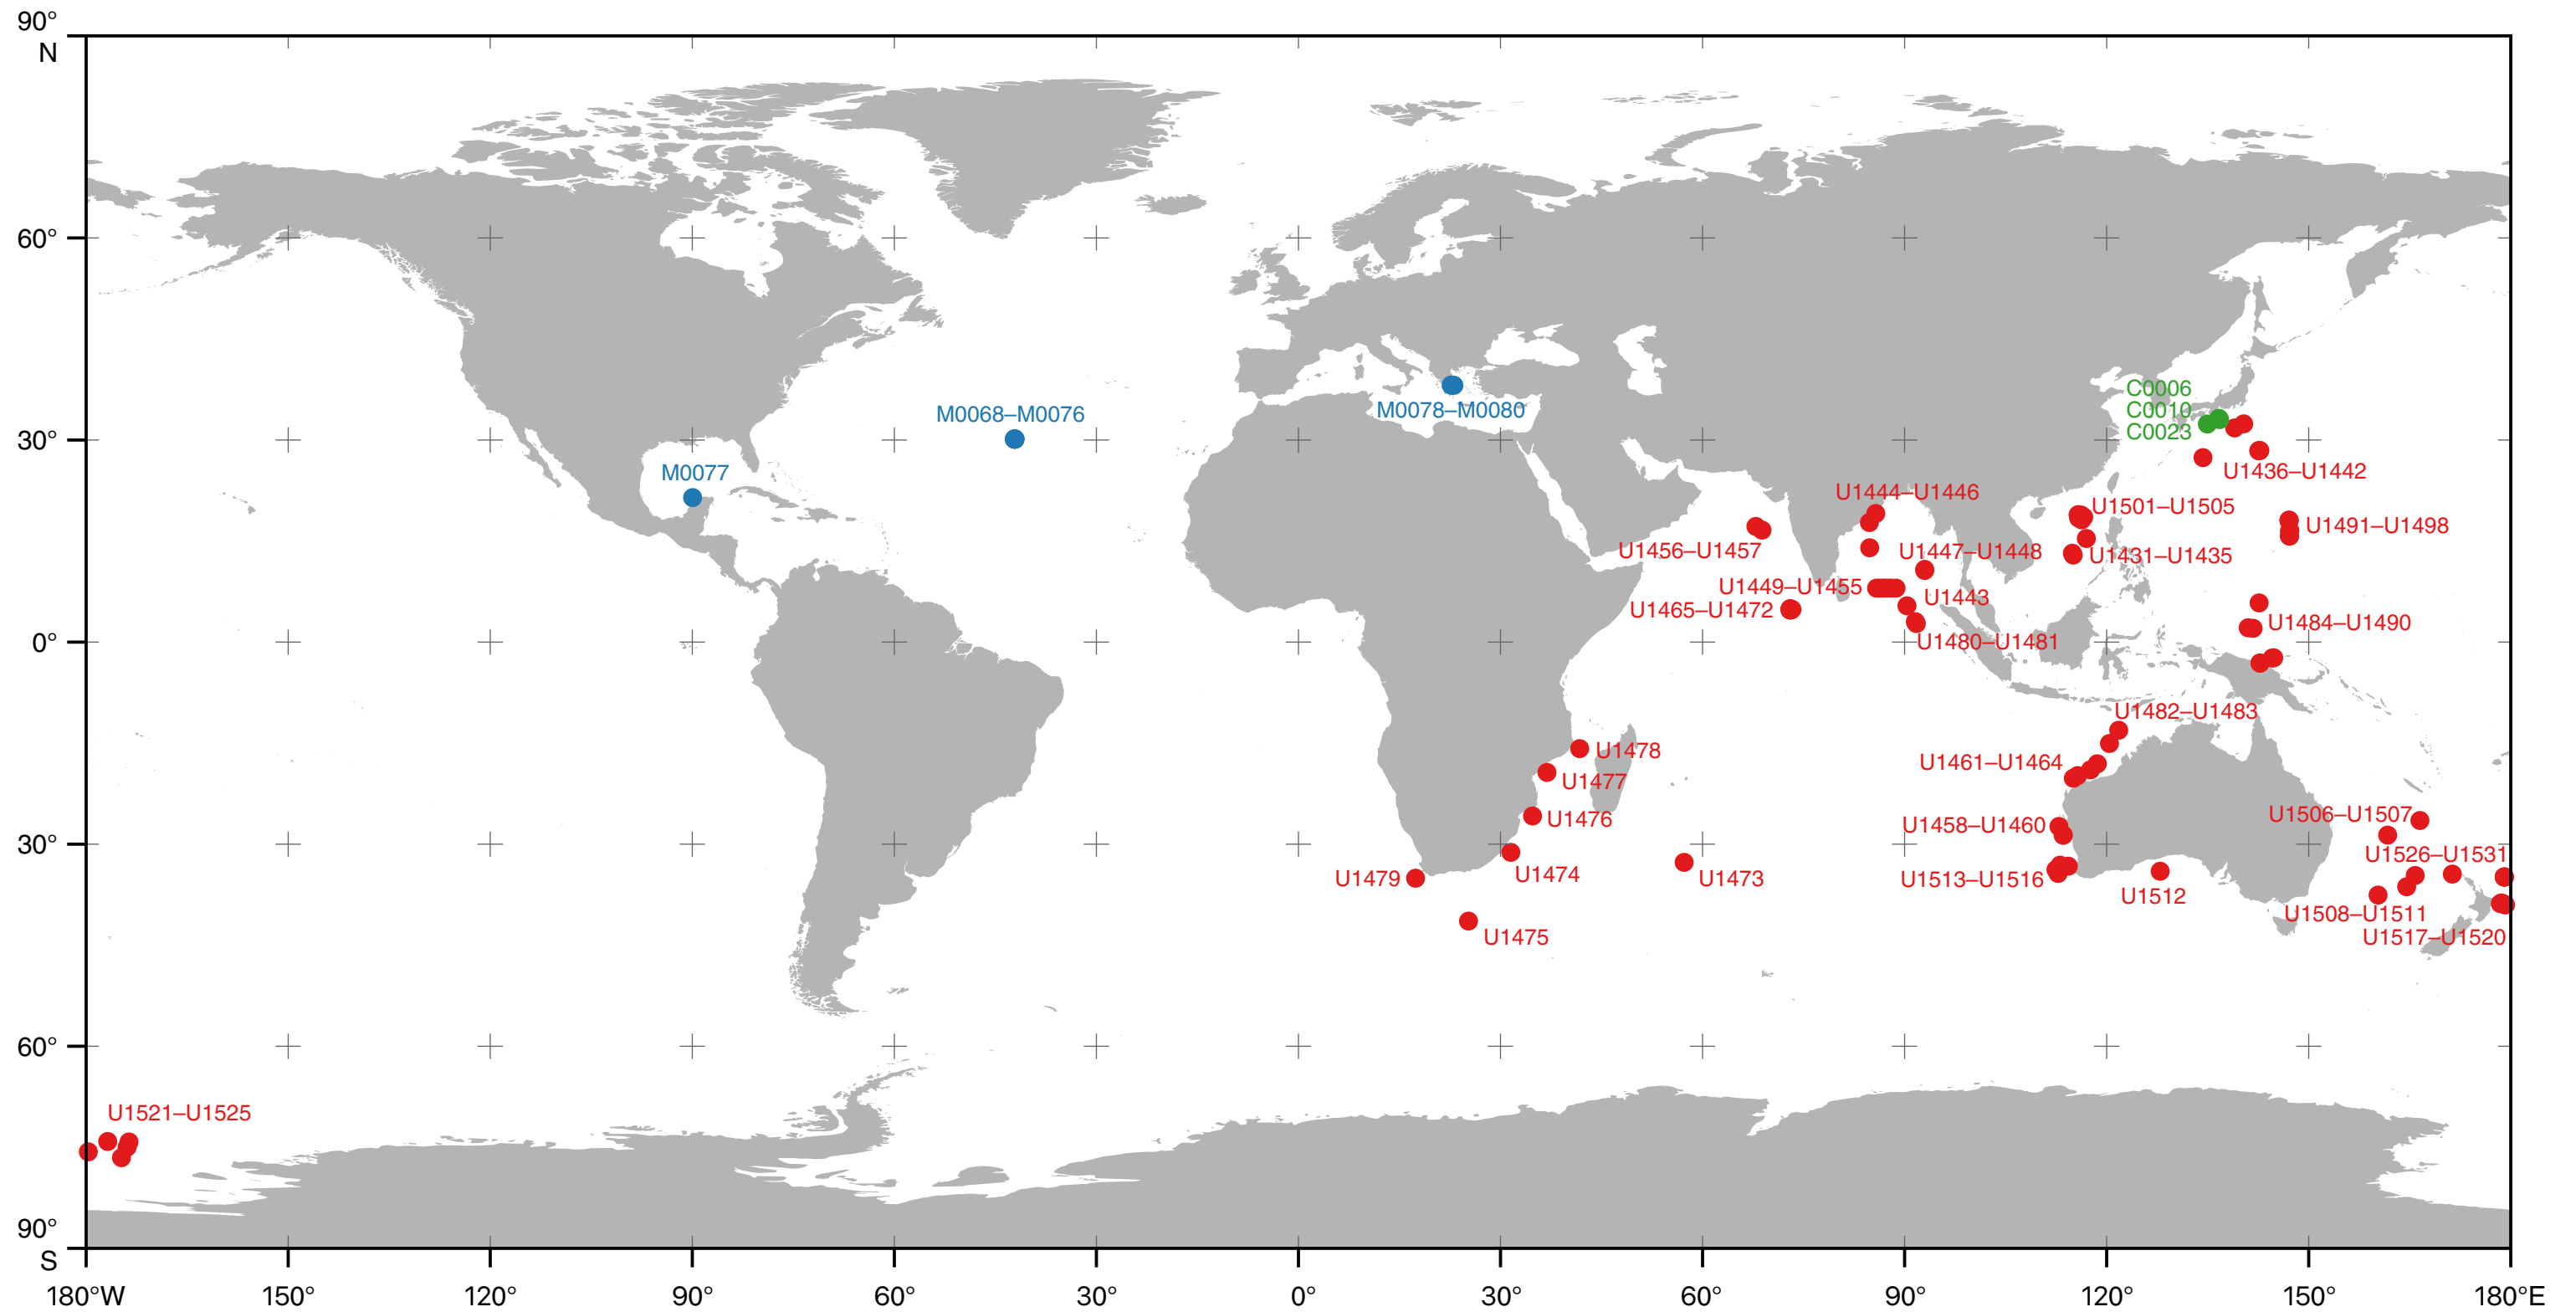 90°
N
60°
30°
0°
30°
60°
90°
S
180°W
150°
120°
90°
60°
30°
0°
30°
60°
90°
120°
150°
180°E
M0068–M0076
M0077
M0078–M0080
C0006
C0010
C0023
U1436–U1442
U1444–U1446
U1501–U1505
U1491–U1498
U1456–U1457
U1447–U1448
U1431–U1435
U1449–U1455
U1443
U1465–U1472
U1484–U1490
U1480–U1481
U1482–U1483
U1478
U1461–U1464
U1477
U1476
U1506–U1507
U1458–U1460
U1526–U1531
U1474
U1479
U1473
U1513–U1516
U1512
U1508–U1511
U1475
U1517–U1520
U1521–U1525